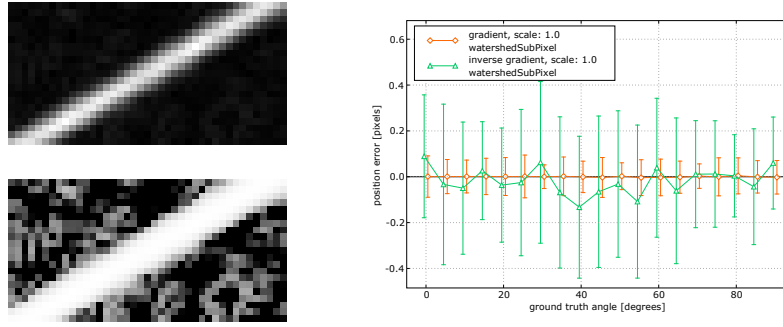 gradient, scale: 1.0
watershedSubPixel
inverse gradient, scale: 1.0
watershedSubPixel
position error [pixels]
0.6
0.4
0.2
0.0
-0.2
-0.4
0
20
40
60
80
ground truth angle [degrees]